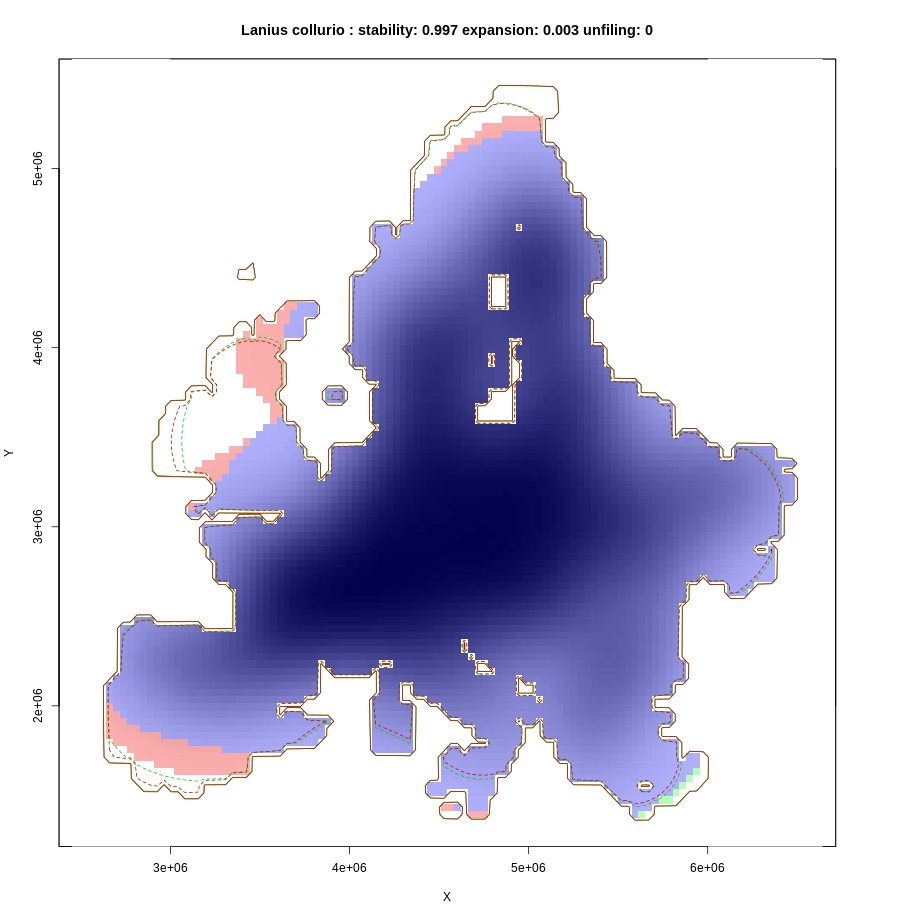 Lanius collurio : stability: 0.997 expansion: 0.003 unfiling: 0
5e+06
4e+06
3e+06
2e+06
Y
3e+06 4e+06 5e+06 6e+06
X